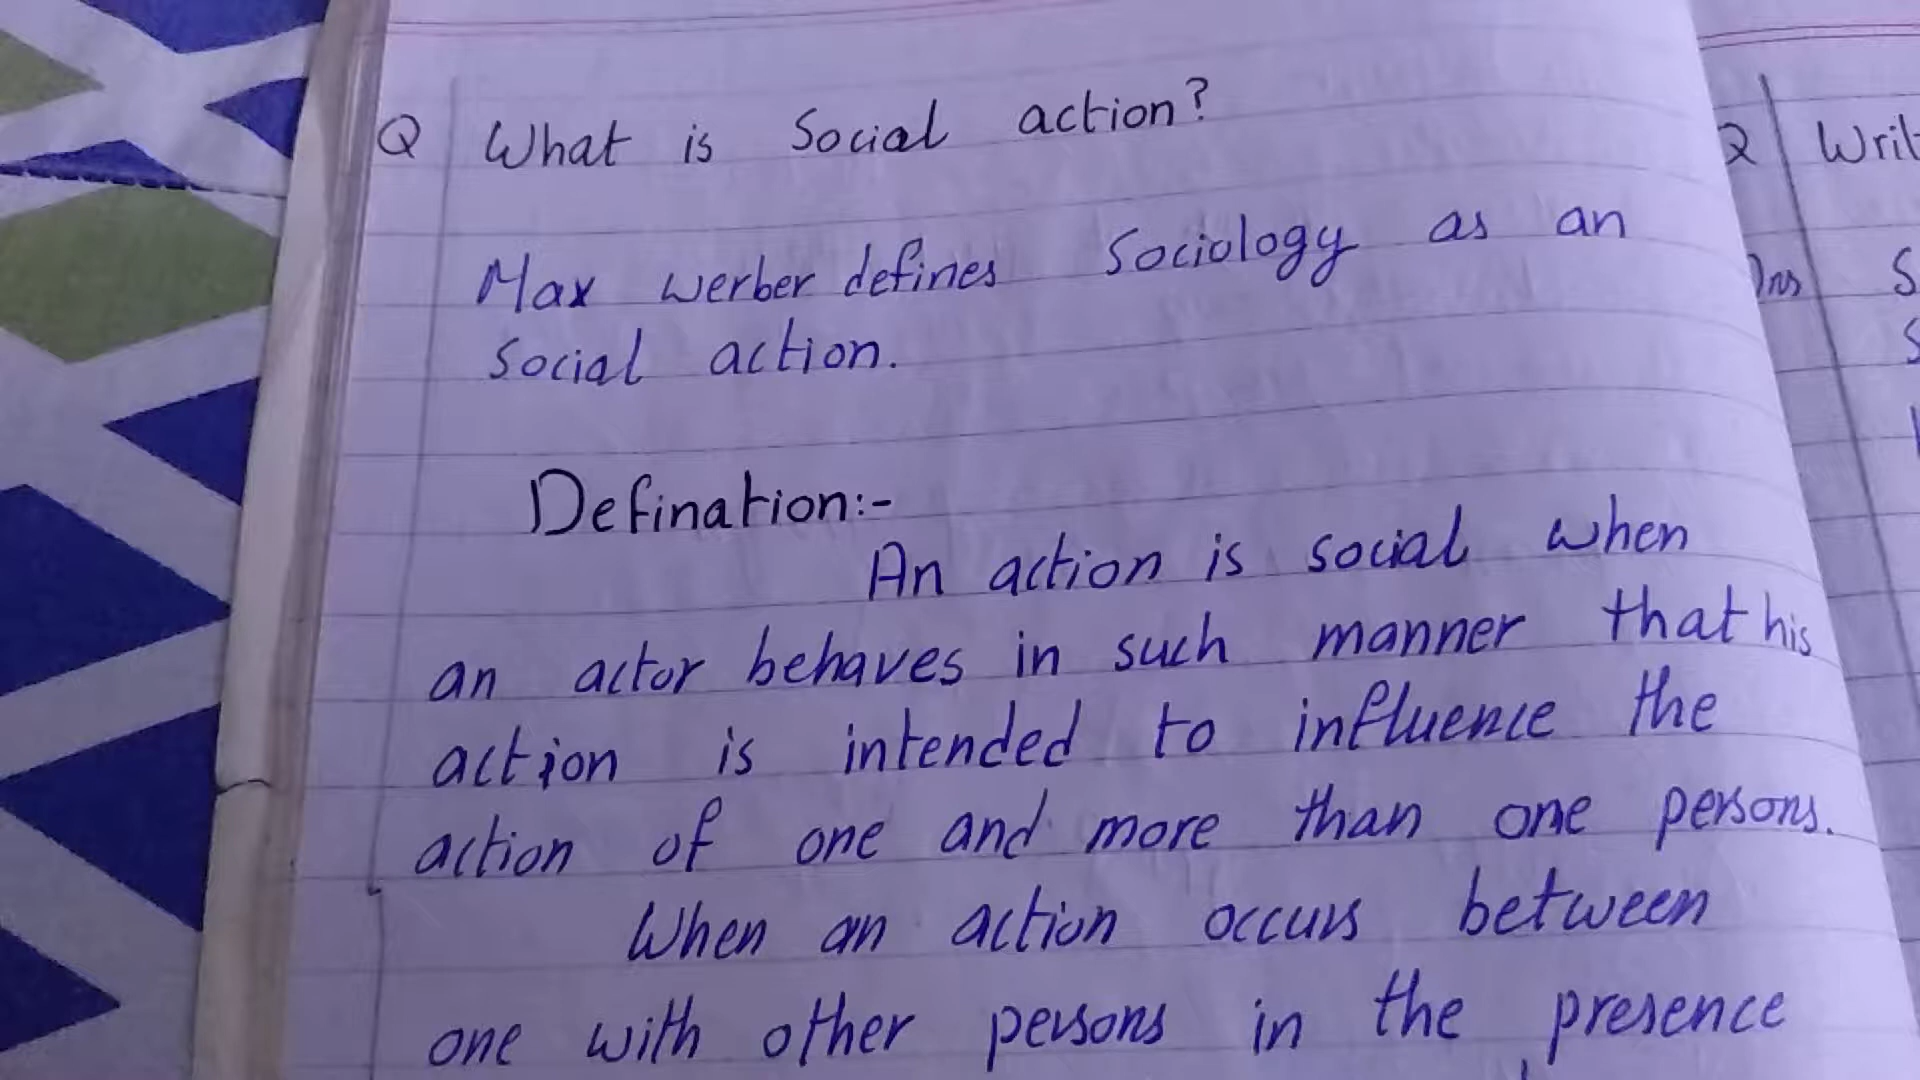 Q What is Social action?
Max werber defines Sociology as an
social action.
Defination:-
An action is social when
an actor behaves in such manner that his
action is intended to influence the
action of one and more than one persons.
When an action occurs between
one with other persons in the presence
Q
Ans S
S